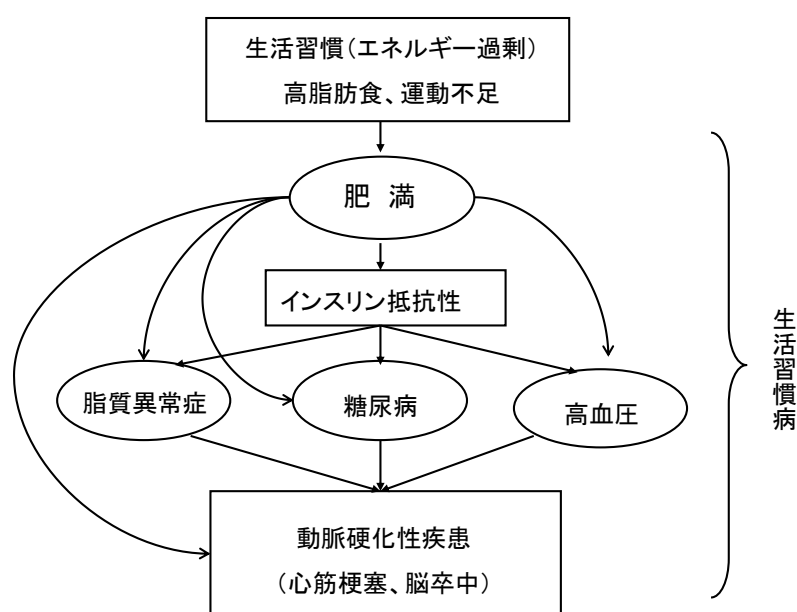 生活習慣(エネルギー過剰)
高脂肪食、運動不足
肥 満
インスリン抵抗性
脂質異常症
糖尿病
高血圧
動脈硬化性疾患
(心筋梗塞、脳卒中)
生活習慣病